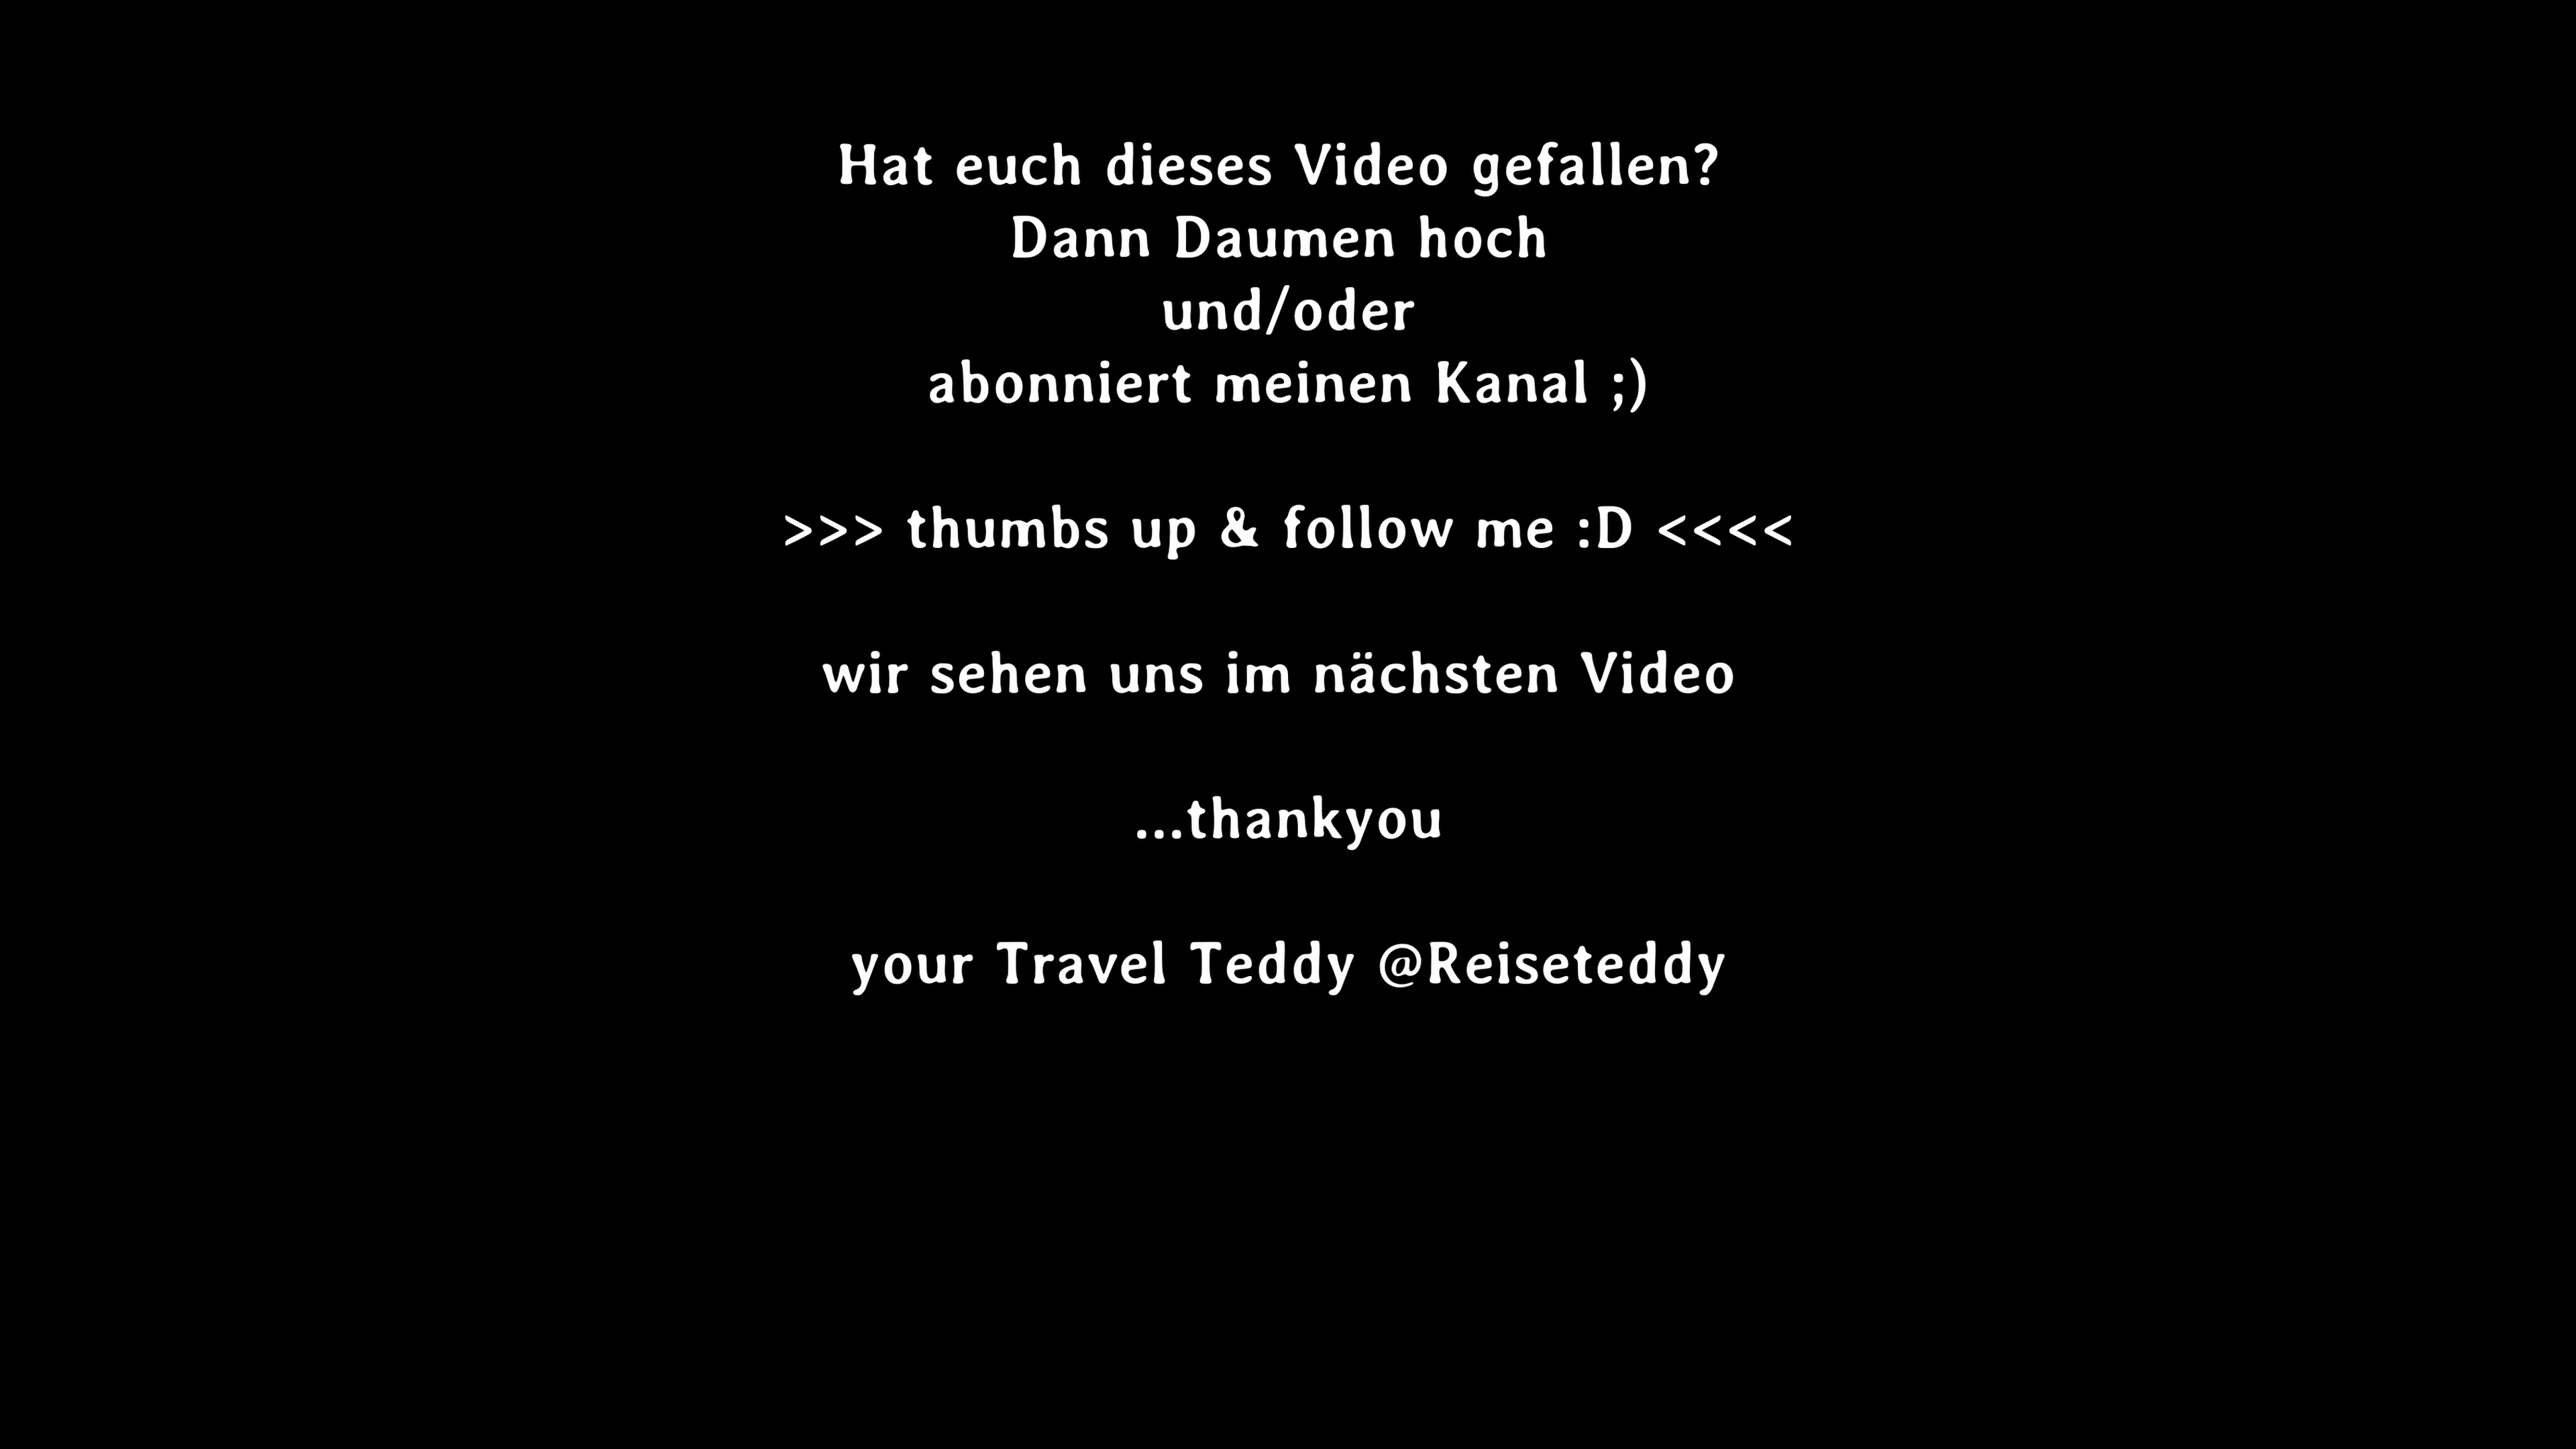 Hat euch dieses Video gefallen?
Dann Daumen hoch
und/oder
abonniert meinen Kanal ;)
>>> thumbs up & follow me :D <<<<
wir sehen uns im nächsten Video
...thankyou
your Travel Teddy @Reiseteddy